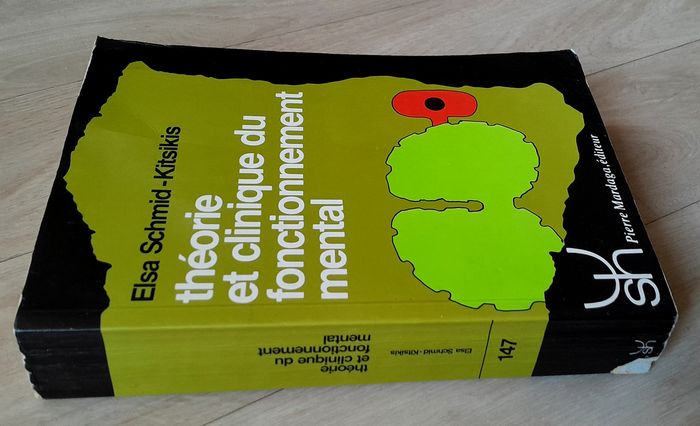 Elsa Schmid-Kitsikis
théorie
et clinique du
fonctionnement
mental
Pierre Mardaga, éditeur
théorie
et clinique du
fonctionnement
mental
Elsa Schmid-Kitsikis
147